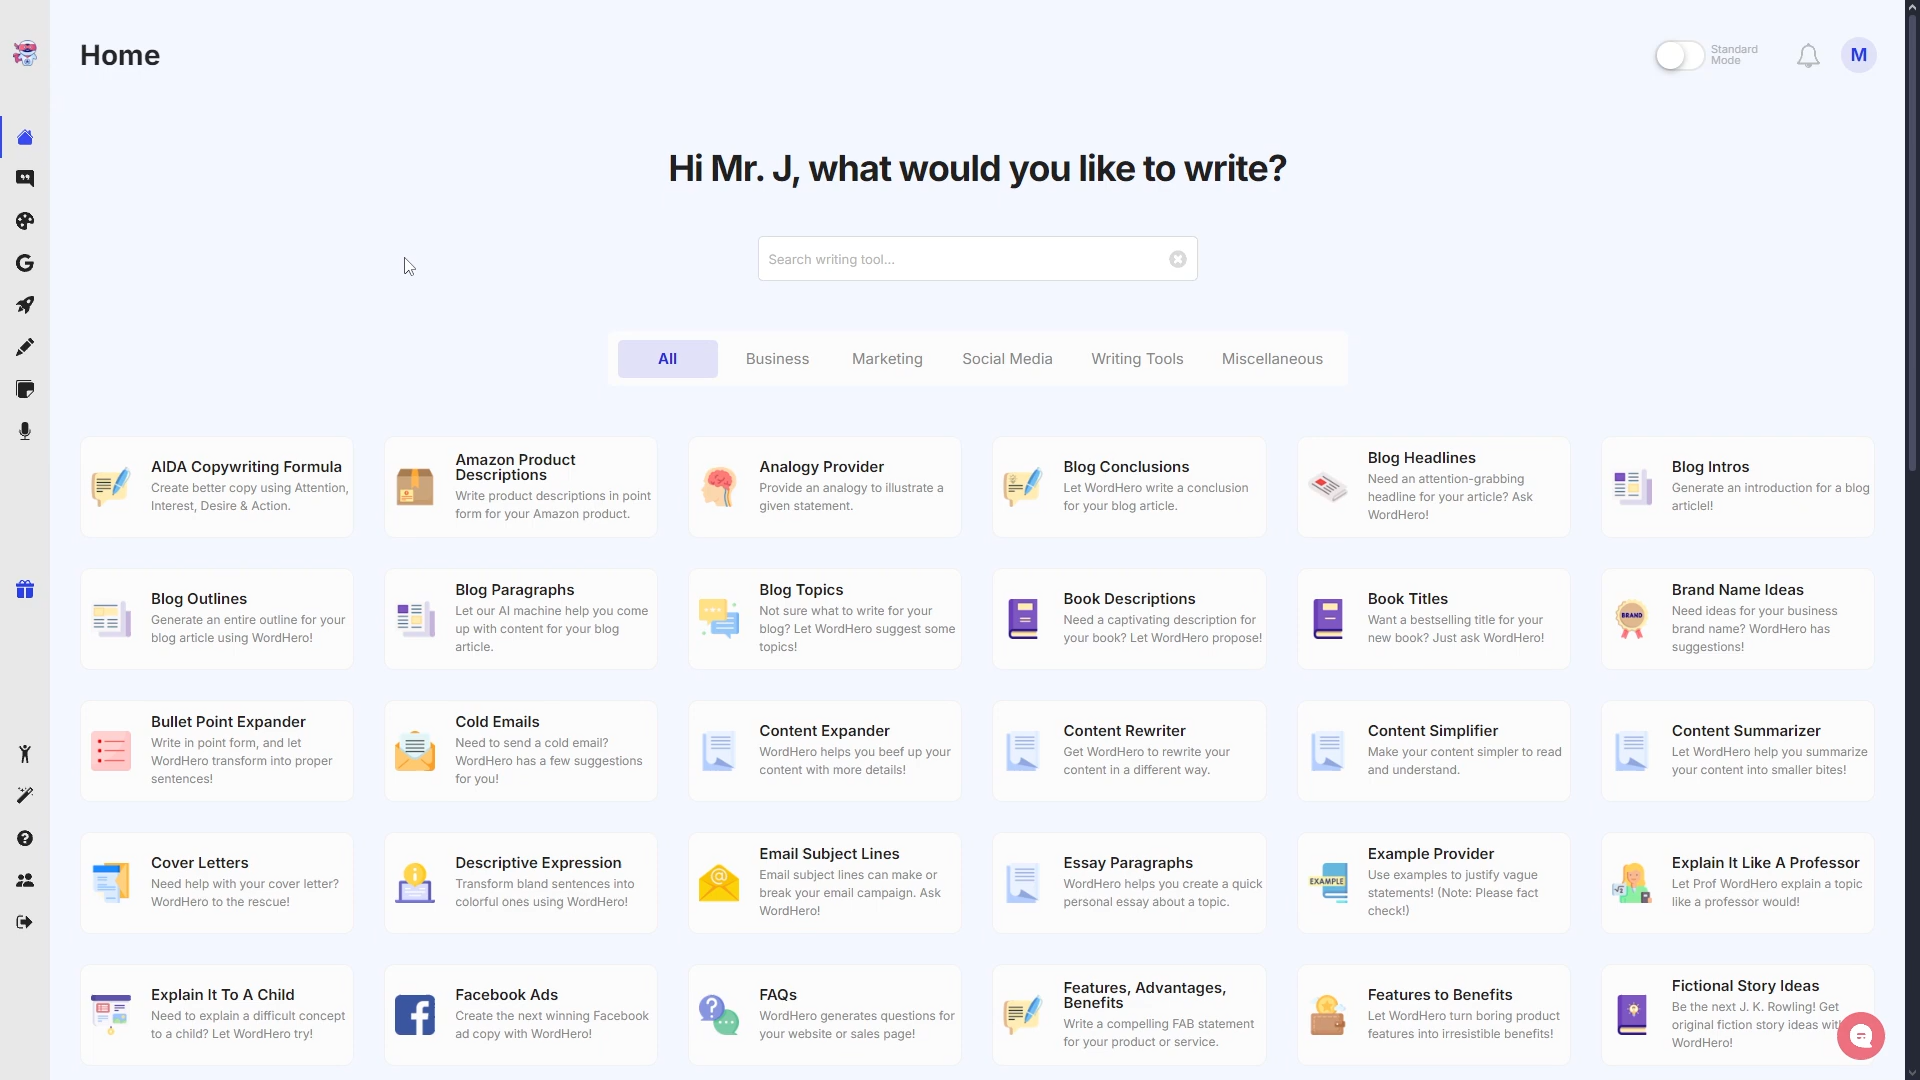 Home
Standard
Mode
M
Hi Mr. J, what would you like to write?
Search writing tool...
All
Business
Marketing
Social Media
Writing Tools
Miscellaneous
AIDA Copywriting Formula
Create better copy using Attention,
Interest, Desire & Action.
Amazon Product
Descriptions
Write product descriptions in point
form for your Amazon product.
Analogy Provider
Provide an analogy to illustrate a
given statement.
Blog Conclusions
Let WordHero write a conclusion
for your blog article.
Blog Headlines
Need an attention-grabbing
headline for your article? Ask
WordHero!
Blog Intros
Generate an introduction for a blog
articlel!
Blog Outlines
Generate an entire outline for your
blog article using WordHero!
Blog Paragraphs
Let our AI machine help you come
up with content for your blog
article.
Blog Topics
Not sure what to write for your
blog? Let WordHero suggest some
topics!
Book Descriptions
Need a captivating description for
your book? Let WordHero propose!
Book Titles
Want a bestselling title for your
new book? Just ask WordHero!
BRAND
Brand Name Ideas
Need ideas for your business
brand name? WordHero has
suggestions!
Bullet Point Expander
Write in point form, and let
WordHero transform into proper
sentences!
Cold Emails
Need to send a cold email?
WordHero has a few suggestions
for you!
Content Expander
WordHero helps you beef up your
content with more details!
Content Rewriter
Get WordHero to rewrite your
content in a different way.
Content Simplifier
Make your content simpler to read
and understand.
Content Summarizer
Let WordHero help you summarize
your content into smaller bites!
Cover Letters
Need help with your cover letter?
WordHero to the rescue!
Descriptive Expression
Transform bland sentences into
colorful ones using WordHero!
Email Subject Lines
Email subject lines can make or
break your email campaign. Ask
WordHero!
Essay Paragraphs
WordHero helps you create a quick
personal essay about a topic.
EXAMPLE
Example Provider
Use examples to justify vague
statements! (Note: Please fact
check!)
Explain It Like A Professor
Let Prof WordHero explain a topic
like a professor would!
Explain It To A Child
Need to explain a difficult concept
to a child? Let WordHero try!
Facebook Ads
Create the next winning Facebook
ad copy with WordHero!
FAQs
WordHero generates questions for
your website or sales page!
Features, Advantages,
Benefits
Write a compelling FAB statement
for your product or service.
Features to Benefits
Let WordHero turn boring product
features into irresistible benefits!
Fictional Story Ideas
Be the next J. K. Rowling! Get
original fiction story ideas with
WordHero!